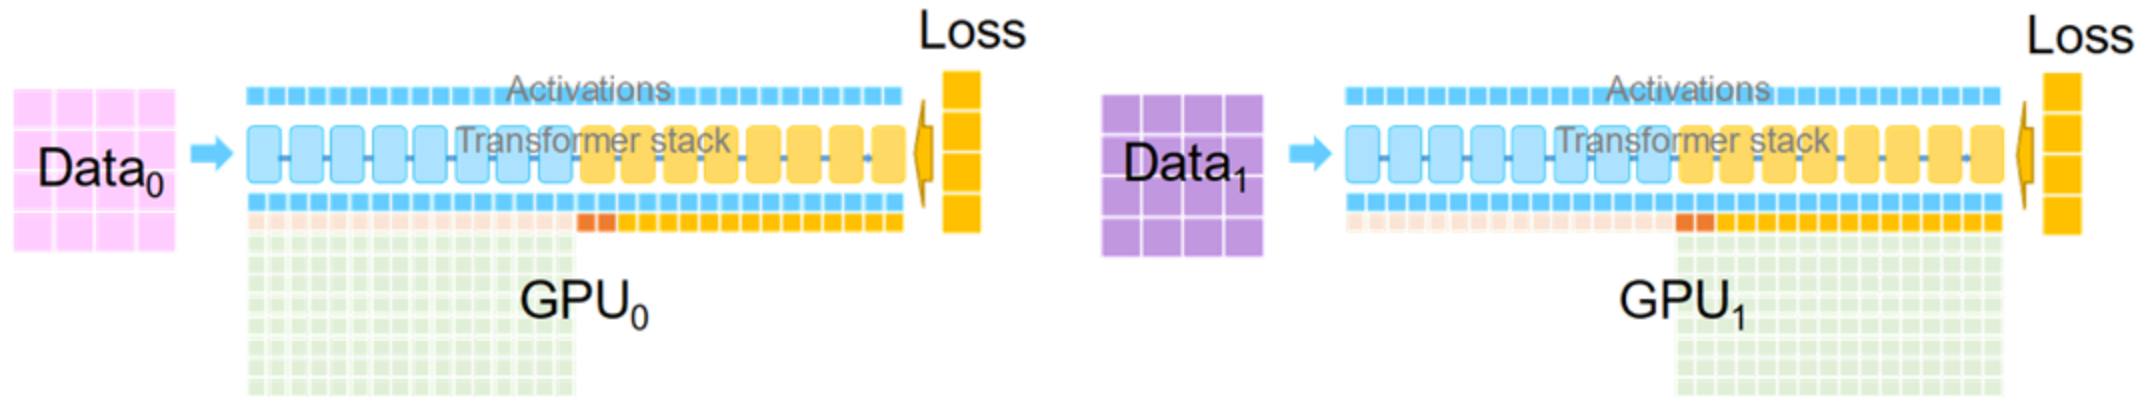 Loss
Activations
Transformer stack
Data0
GPU0
Loss
Activations
Transformer stack
Data1
GPU1